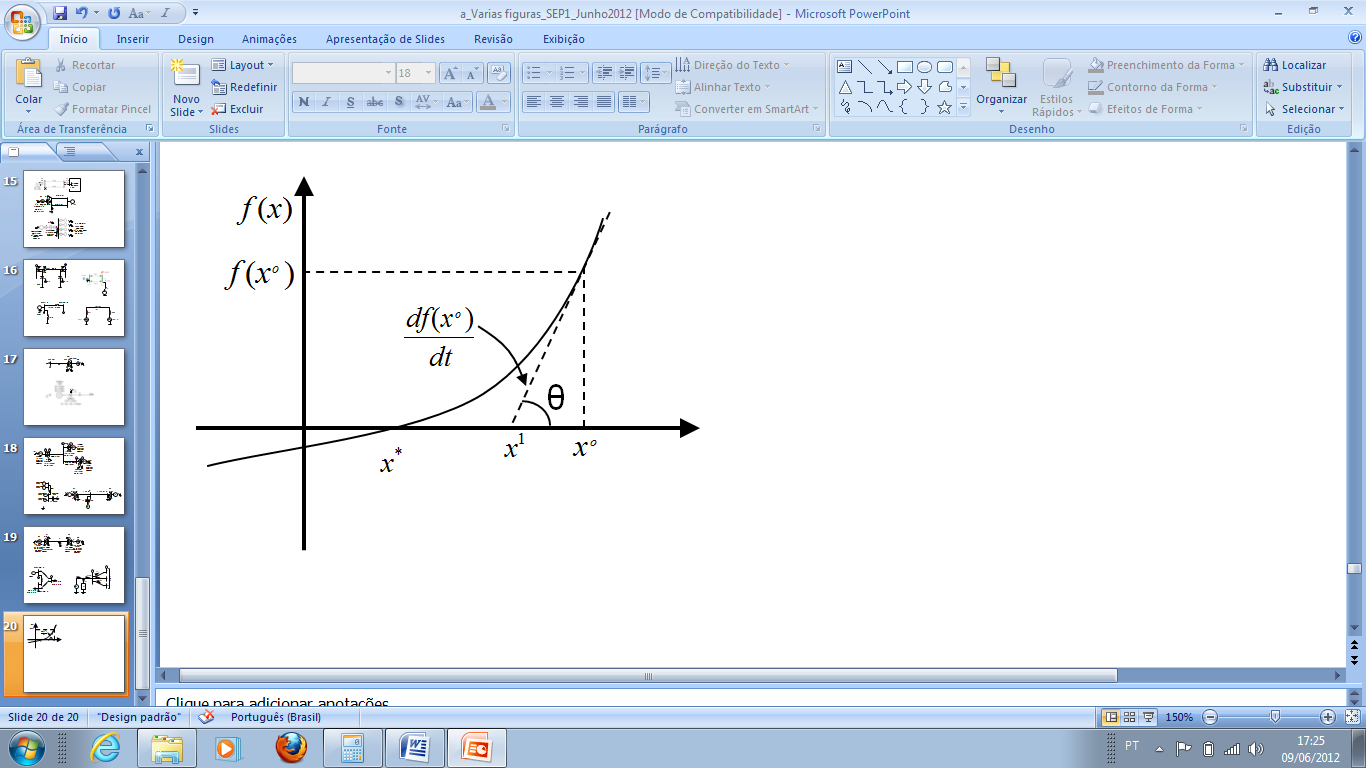 a_Varias figuras_SEP1_Junho2012 [Modo de Compatibilidade] - Microsoft PowerPoint
Início Inserir Design Animações Apresentação de Slides Revisão Exibição
Colar
Recortar
Copiar
Formatar Pincel
Área de Transferência
Novo Slide
Layout
Redefinir
Excluir
Slides
18
N I S abc S AV Aa A
Fonte
Direção do Texto
Alinhar Texto
Converter em SmartArt
Parágrafo
Organizar
Estilos Rápidos
Preenchimento da Forma
Contorno da Forma
Efeitos de Forma
Desenho
Localizar
Substituir
Selecionar
Edição
15
16
17
18
19
20
f(x)
f(x°)
df(x°)
dt
θ
x* x¹ x°
Clique para adicionar anotações
Slide 20 de 20 "Design padrão" Português (Brasil) 150%
PT 17:25
09/06/2012